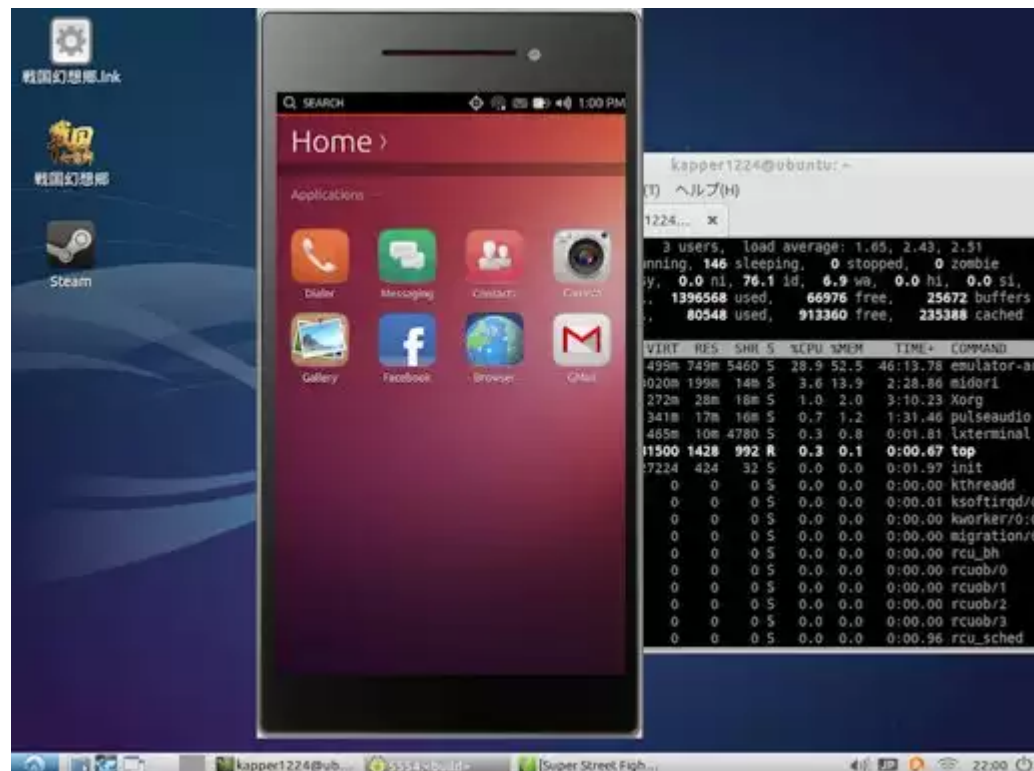 戦国幻想郷.lnk
戦国幻想郷
Steam
SEARCH
1:00 PM
Home
Applications
Dialer
Messaging
Contacts
Camera
Gallery
Facebook
Browser
GMail
kapper1224@ubuntu: ~
(T) ヘルプ(H)
1224...
3 users, load average: 1.65, 2.43, 2.51
nning, 146 sleeping, 0 stopped, 0 zombie
sy, 0.0 ni, 76.1 id, 6.9 wa, 0.0 hi, 0.0 si,
1396568 used, 66976 free, 25672 buffers
80548 used, 913360 free, 235388 cached
VIRT RES SHR S %CPU %MEM TIME+ COMMAND
499m 749m 5460 S 28.9 52.5 46:13.78 emulator-a
020m 199m 14m S 3.6 13.9 2:28.86 midori
272m 28m 18m S 1.0 2.0 3:10.23 Xorg
341m 17m 16m S 0.7 1.2 1:31.46 pulseaudio
465m 10m 4780 S 0.3 0.8 0:01.81 lxterminal
1500 1428 992 R 0.3 0.1 0:00.67 top
7224 424 32 S 0.0 0.0 0:01.97 init
0 0 0 S 0.0 0.0 0:00.00 kthreadd
0 0 0 S 0.0 0.0 0:00.01 ksoftirqd/
0 0 0 S 0.0 0.0 0:00.00 kworker/0:
0 0 0 S 0.0 0.0 0:00.00 migration/
0 0 0 S 0.0 0.0 0:00.00 rcu_bh
0 0 0 S 0.0 0.0 0:00.00 rcuob/0
0 0 0 S 0.0 0.0 0:00.00 rcuob/1
0 0 0 S 0.0 0.0 0:00.00 rcuob/2
0 0 0 S 0.0 0.0 0:00.00 rcuob/3
0 0 0 S 0.0 0.0 0:00.96 rcu_sched
kapper1224@ub...
[Super Street Figh...
22:00